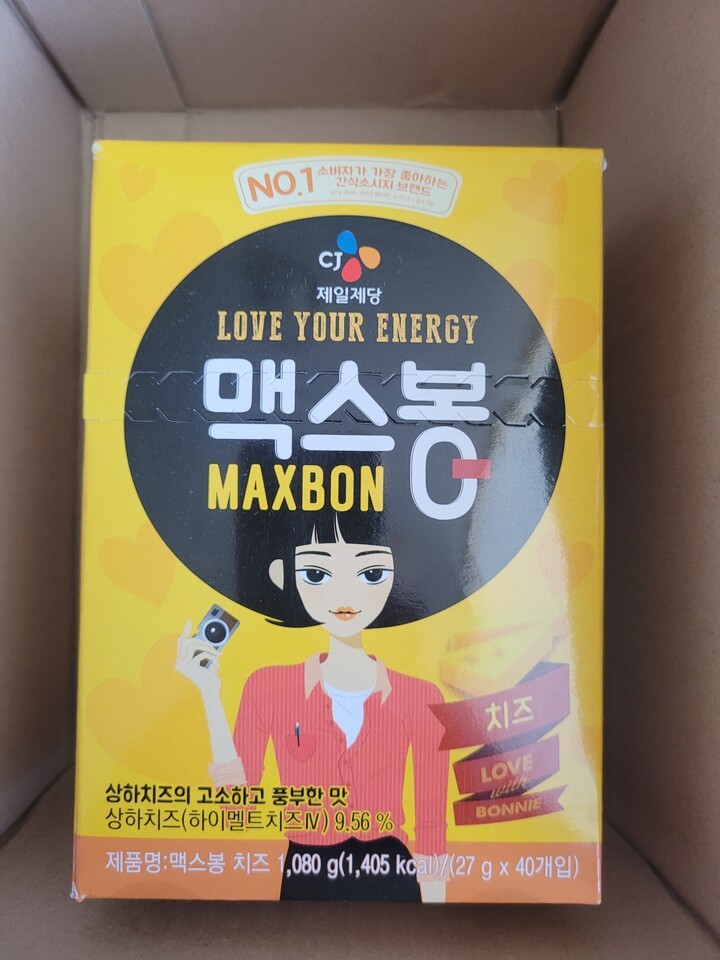 NO.1
소비자가 가장 좋아하는
간식소시지 브랜드
CJ
제일제당
LOVE YOUR ENERGY
맥스봉
MAXBON
치즈
LOVE
with
BONNIE
상하치즈의 고소하고 풍부한 맛
상하치즈(하이멜트치즈Ⅳ) 9.56 %
제품명:맥스봉 치즈 1,080 g(1,405 kcal)/(27 g x 40개입)